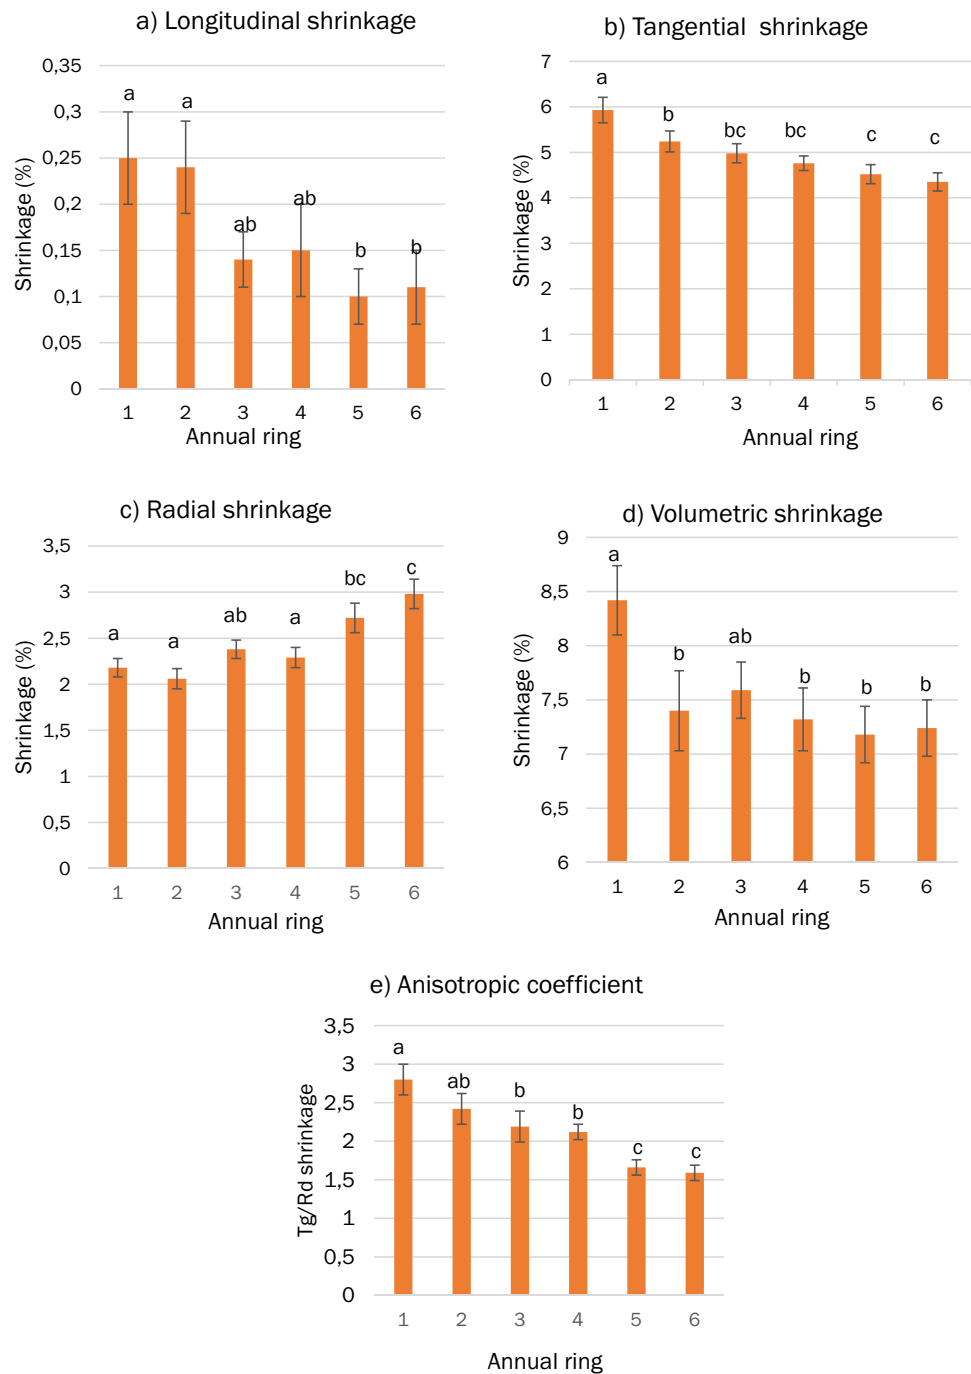 a) Longitudinal shrinkage
0,35
0,3
0,25
0,2
0,15
0,1
0,05
0
Shrinkage (%)
a
a
ab
ab
b
b
1 2 3 4 5 6
Annual ring
b) Tangential shrinkage
7
6
5
4
3
2
1
0
Shrinkage (%)
a
b
bc
bc
c
c
1 2 3 4 5 6
Annual ring
c) Radial shrinkage
3,5
3
2,5
2
1,5
1
0,5
0
Shrinkage (%)
a
a
ab
a
bc
c
1 2 3 4 5 6
Annual ring
d) Volumetric shrinkage
9
8,5
8
7,5
7
6,5
6
Shrinkage (%)
a
b
ab
b
b
b
1 2 3 4 5 6
Annual ring
e) Anisotropic coefficient
3,5
3
2,5
2
1,5
1
0,5
0
Tg/Rd shrinkage
a
ab
b
b
c
c
1 2 3 4 5 6
Annual ring